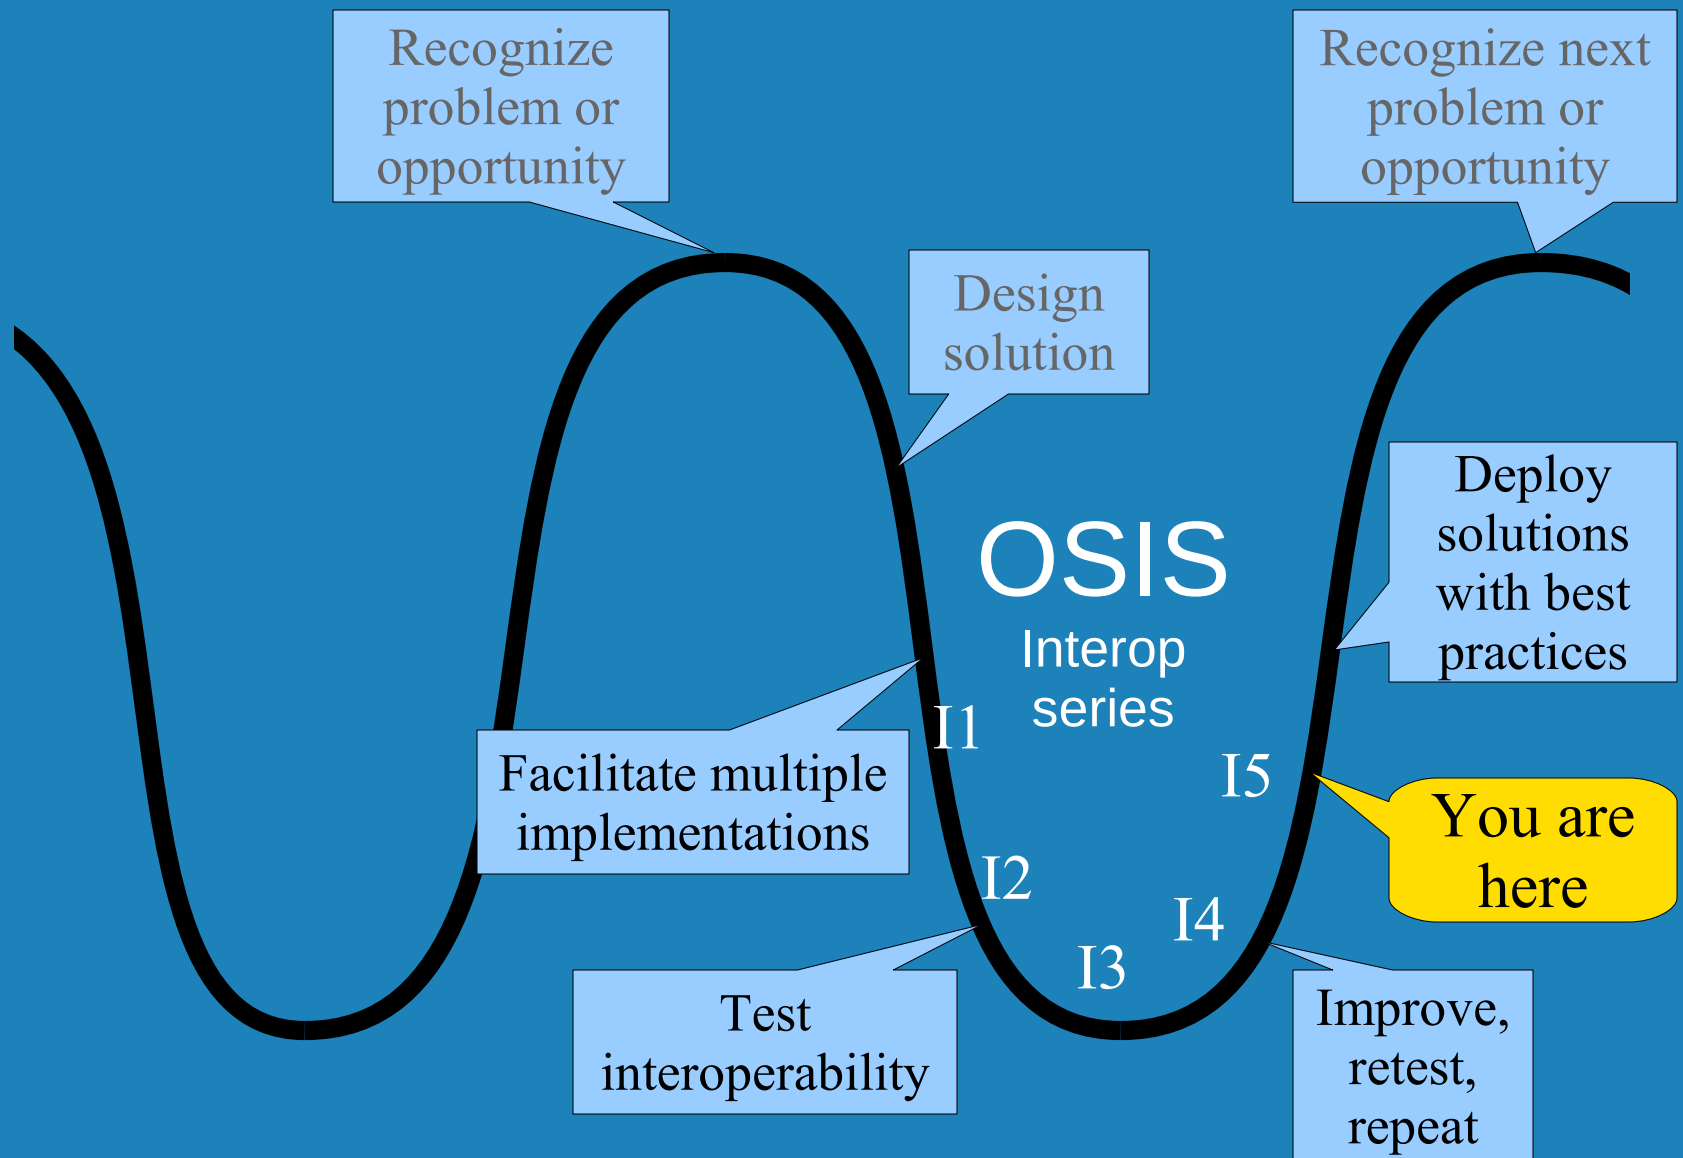 Recognize
problem or
opportunity
Recognize next
problem or
opportunity
Design
solution
Deploy
solutions
with best
practices
OSIS
Interop
series
I1
I2
I3
I4
I5
Facilitate multiple
implementations
You are
here
Test
interoperability
Improve,
retest,
repeat